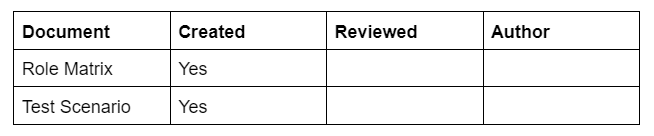 Document Created Reviewed Author
Role Matrix Yes
Test Scenario Yes